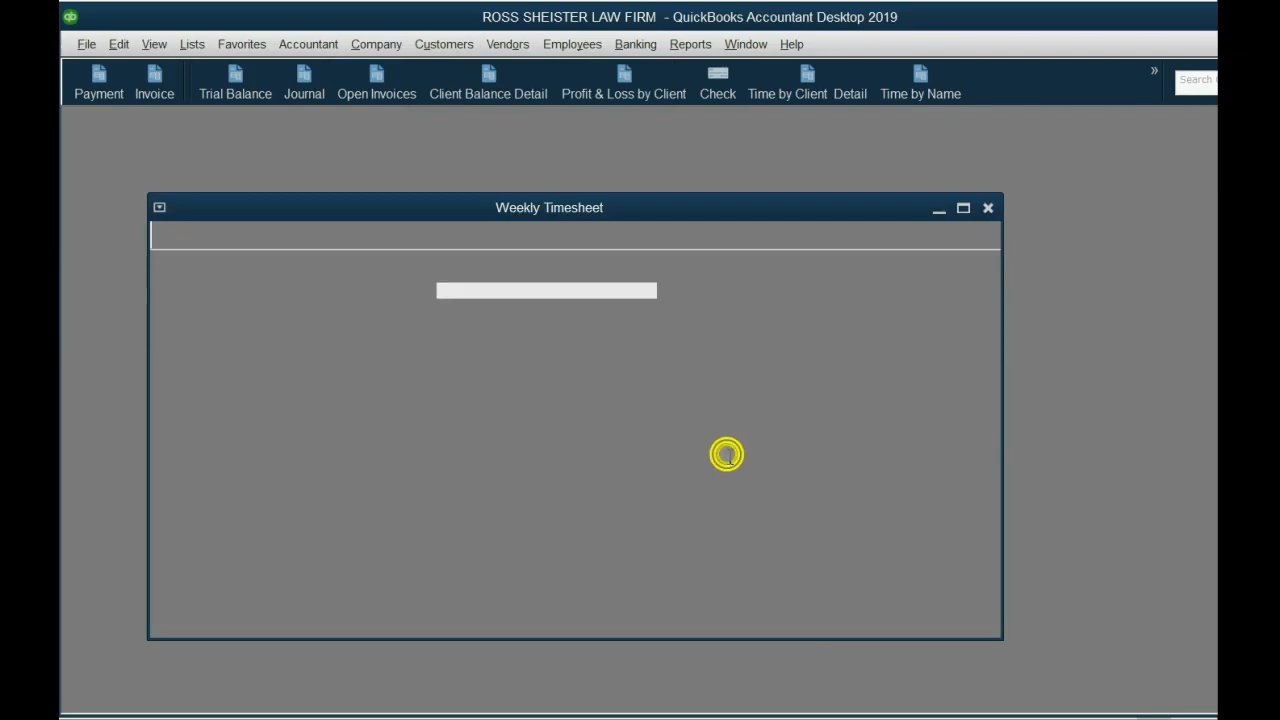 ROSS SHEISTER LAW FIRM - QuickBooks Accountant Desktop 2019
File Edit View Lists Favorites Accountant Company Customers Vendors Employees Banking Reports Window Help
Payment Invoice Trial Balance Journal Open Invoices Client Balance Detail Profit & Loss by Client Check Time by Client Detail Time by Name » Search
Weekly Timesheet